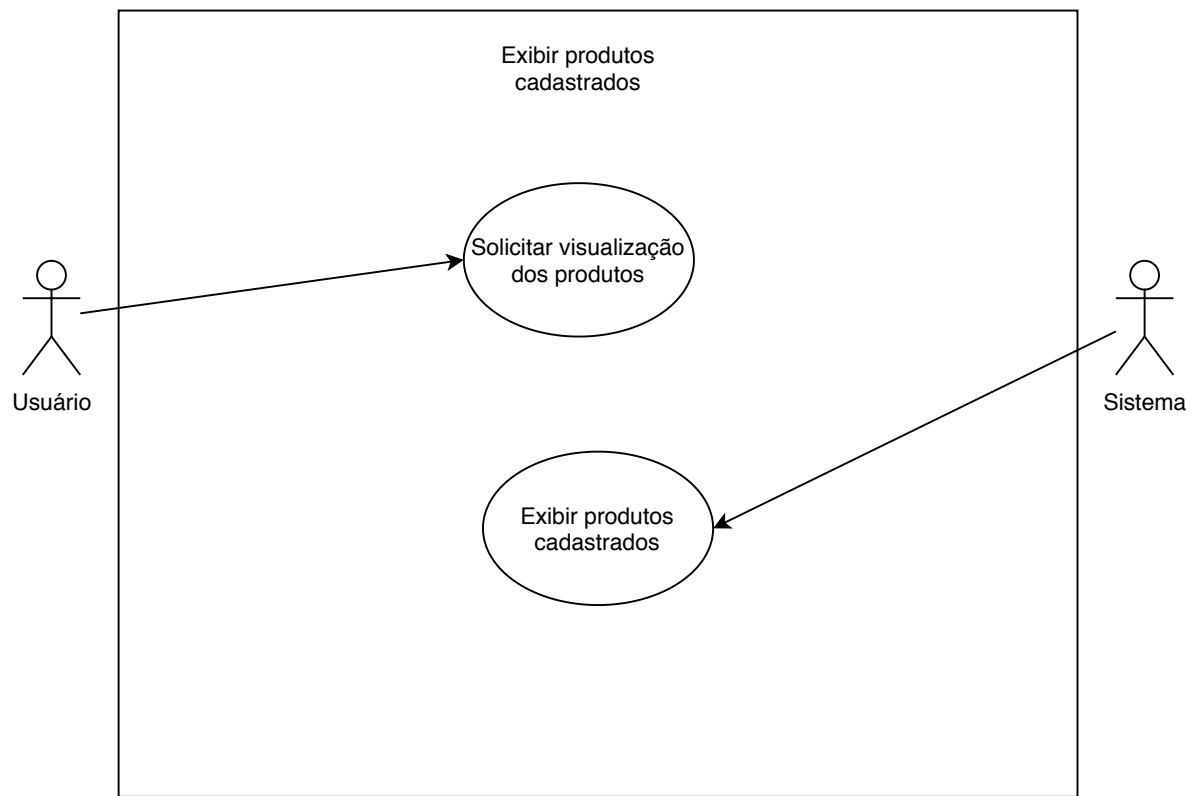 Exibir produtos
cadastrados
Solicitar visualização
dos produtos
Usuário
Sistema
Exibir produtos
cadastrados